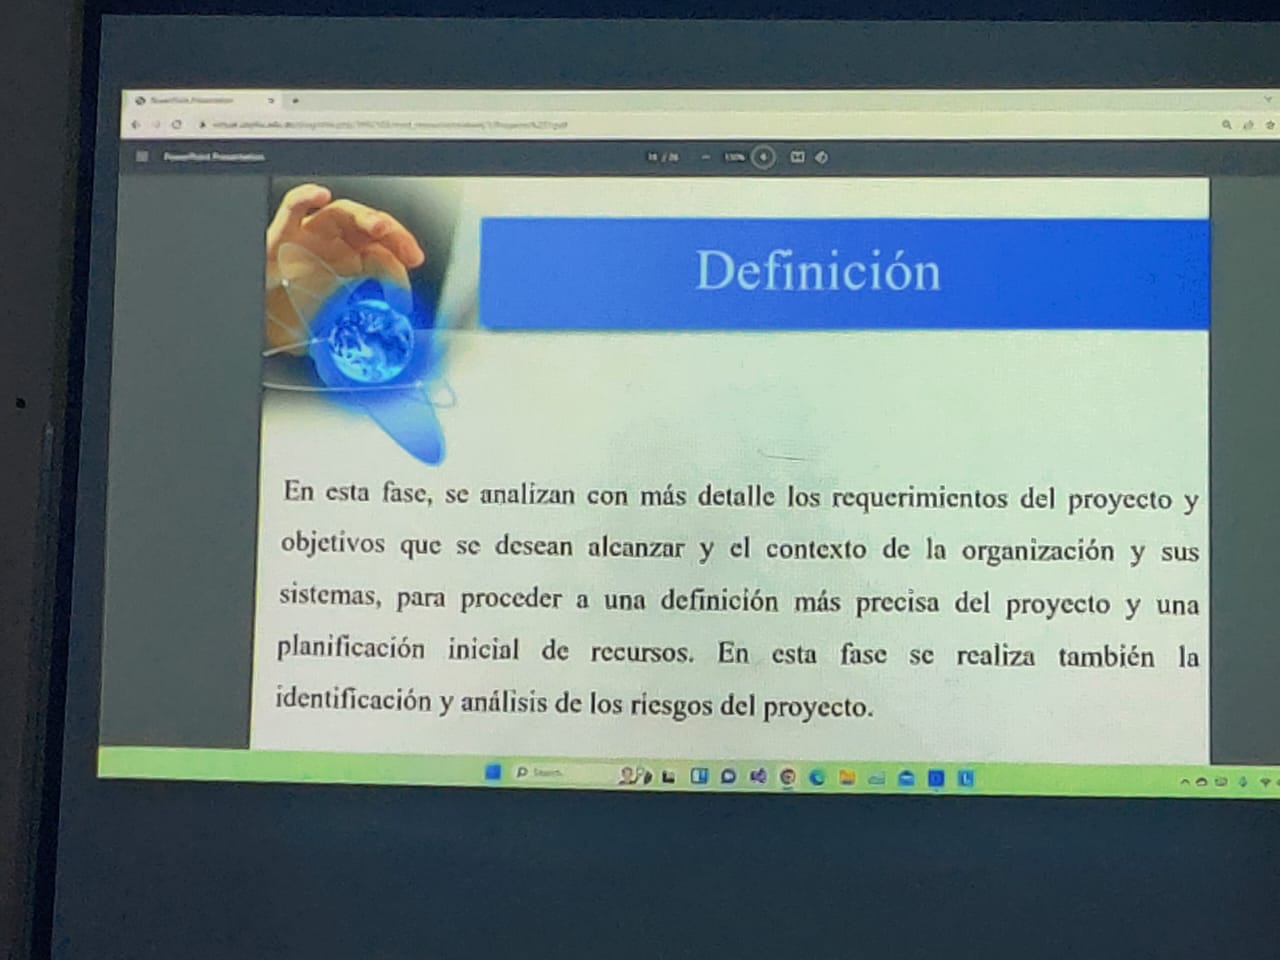 PowerPoint Presentation
PowerPoint Presentation
130%
Definición
En esta fase, se analizan con más detalle los requerimientos del proyecto y
objetivos que se desean alcanzar y el contexto de la organización y sus
sistemas, para proceder a una definición más precisa del proyecto y una
planificación inicial de recursos. En esta fase se realiza también la
identificación y análisis de los riesgos del proyecto.
Search